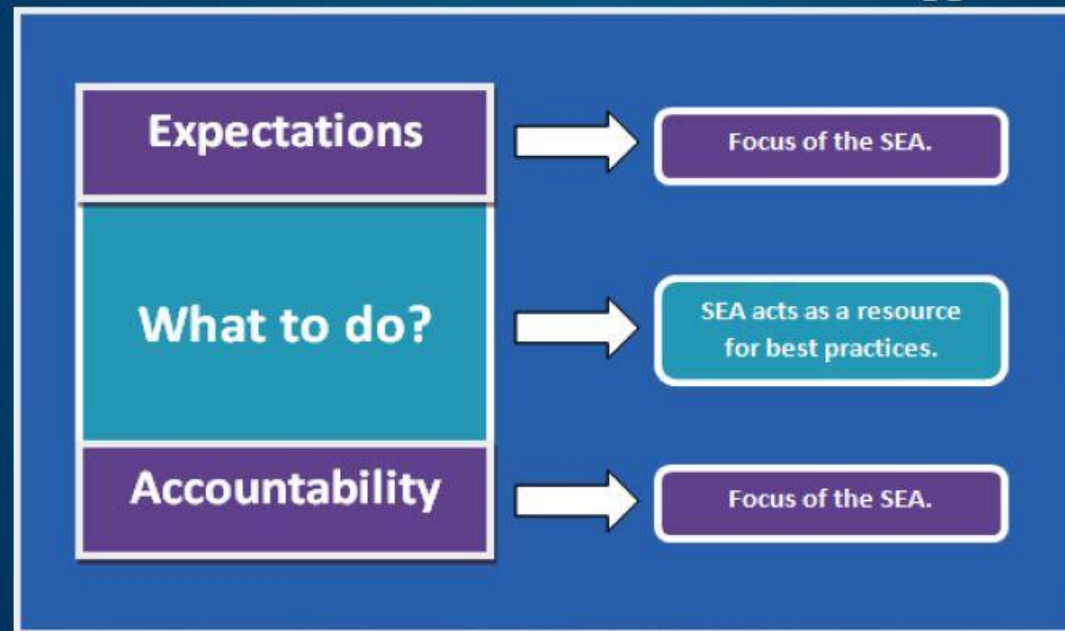 Expectations
Focus of the SEA.
What to do?
SEA acts as a resource
for best practices.
Accountability
Focus of the SEA.